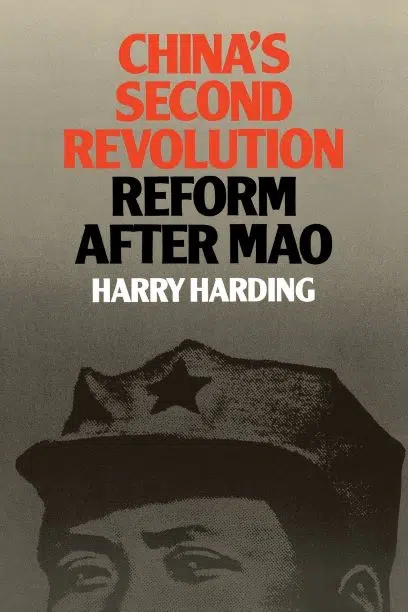 CHINA'S
SECOND
REVOLUTION
REFORM
AFTER MAO
HARRY HARDING